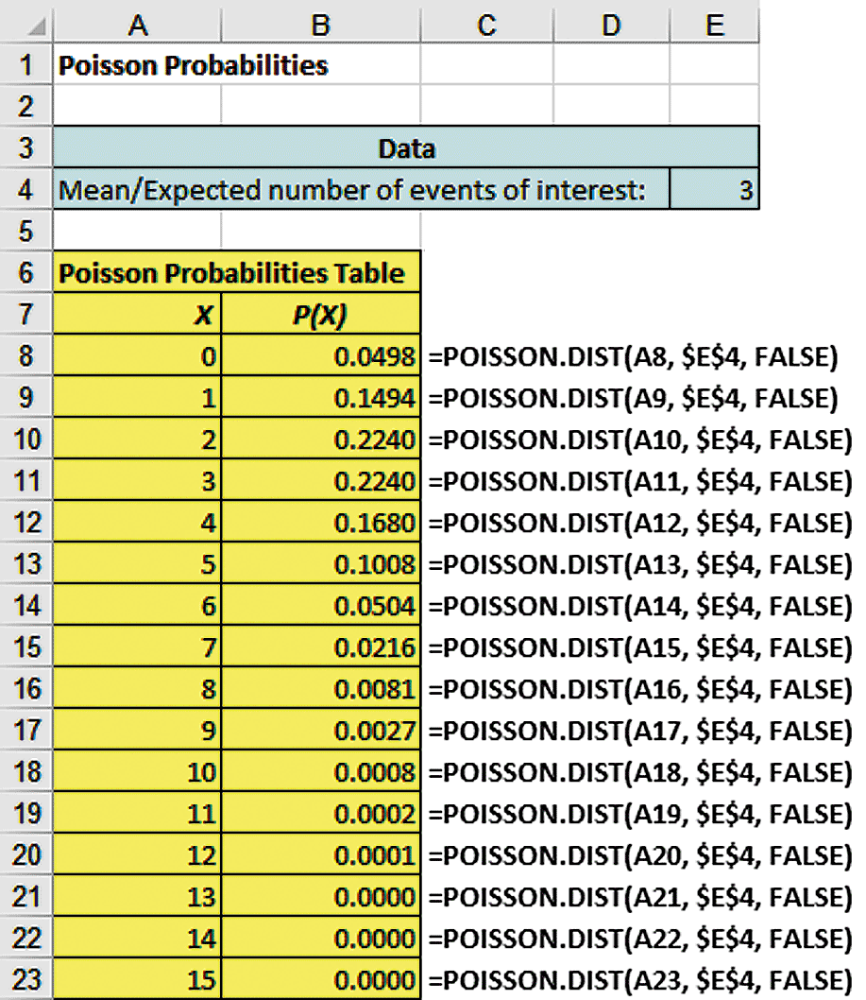 A B C D E
1 Poisson Probabilities
2
3 Data
4 Mean/Expected number of events of interest: 3
5
6 Poisson Probabilities Table
7 X P(X)
8 0 0.0498 =POISSON.DIST(A8, $E$4, FALSE)
9 1 0.1494 =POISSON.DIST(A9, $E$4, FALSE)
10 2 0.2240 =POISSON.DIST(A10, $E$4, FALSE)
11 3 0.2240 =POISSON.DIST(A11, $E$4, FALSE)
12 4 0.1680 =POISSON.DIST(A12, $E$4, FALSE)
13 5 0.1008 =POISSON.DIST(A13, $E$4, FALSE)
14 6 0.0504 =POISSON.DIST(A14, $E$4, FALSE)
15 7 0.0216 =POISSON.DIST(A15, $E$4, FALSE)
16 8 0.0081 =POISSON.DIST(A16, $E$4, FALSE)
17 9 0.0027 =POISSON.DIST(A17, $E$4, FALSE)
18 10 0.0008 =POISSON.DIST(A18, $E$4, FALSE)
19 11 0.0002 =POISSON.DIST(A19, $E$4, FALSE)
20 12 0.0001 =POISSON.DIST(A20, $E$4, FALSE)
21 13 0.0000 =POISSON.DIST(A21, $E$4, FALSE)
22 14 0.0000 =POISSON.DIST(A22, $E$4, FALSE)
23 15 0.0000 =POISSON.DIST(A23, $E$4, FALSE)